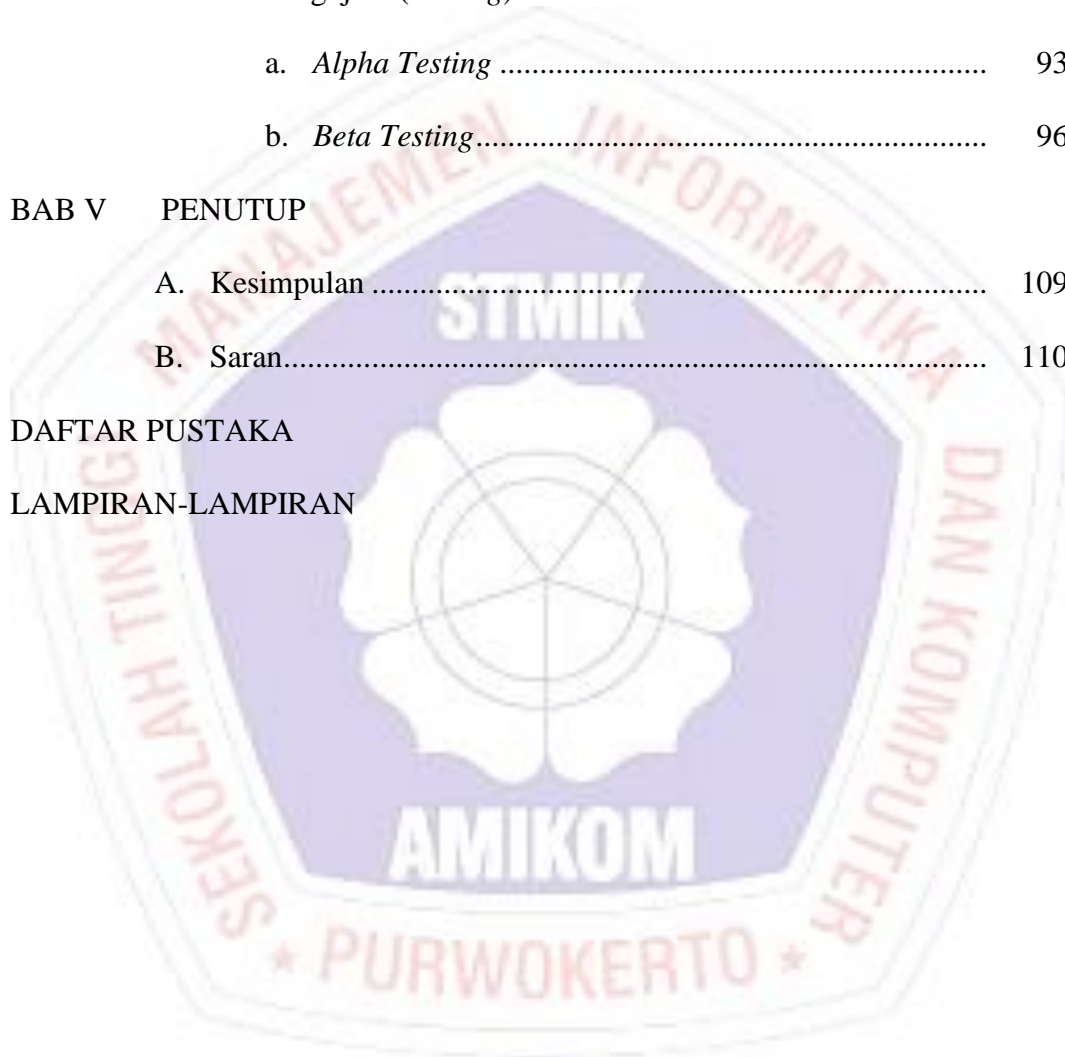 a. Alpha Testing ............................................................. 93
b. Beta Testing................................................................ 96
BAB V PENUTUP
A. Kesimpulan ............................................................................. 109
B. Saran........................................................................................ 110
DAFTAR PUSTAKA
LAMPIRAN-LAMPIRAN
SEKOLAH TINGGI MANAJEMEN INFORMATIKA DAN KOMPUTER
STMIK
AMIKOM
* PURWOKERTO *